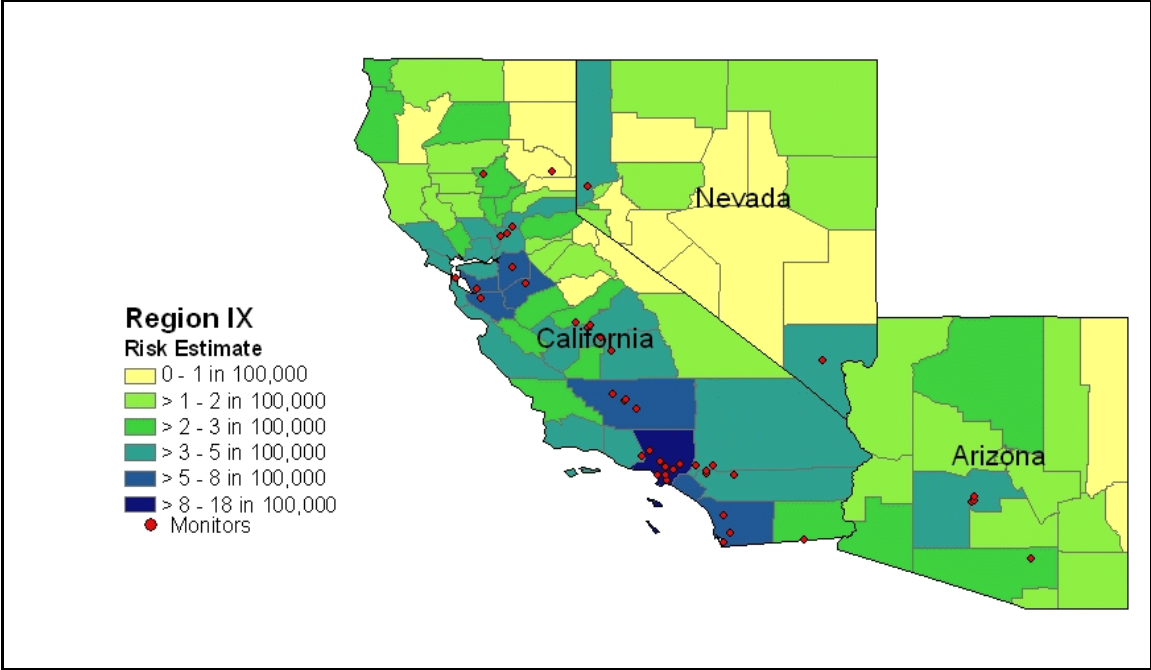 Nevada
Region IX
Risk Estimate
California
0 - 1 in 100,000
> 1 - 2 in 100,000
> 2 - 3 in 100,000
> 3 - 5 in 100,000
Arizona
> 5 - 8 in 100,000
> 8 - 18 in 100,000
Monitors